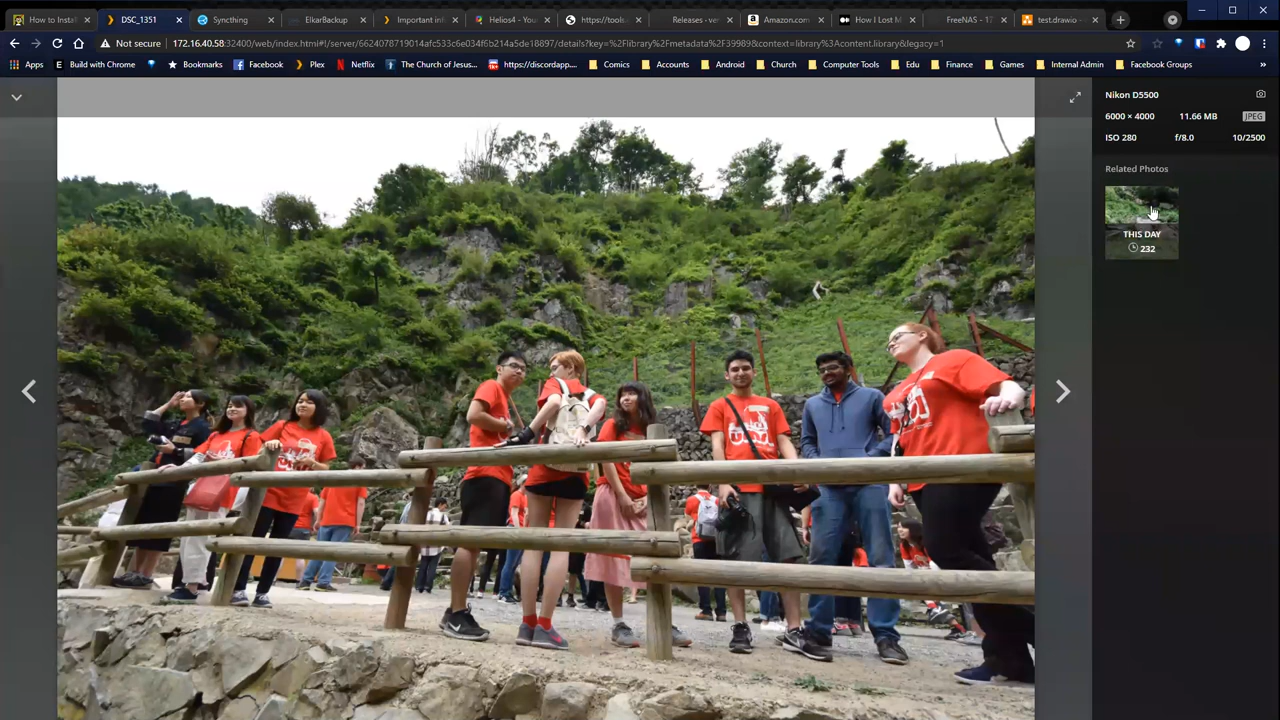 How to Insta
DSC_1351
Syncthing
ElkarBackup
Important inf
Helios4 - You
https://tools
Releases - ve
Amazon.com
How I Lost M
FreeNAS - 17
test.drawio -
Not secure
172.16.40.58:32400/web/index.html#!/server/6624078719014afc533c6e034f6b214a5de18897/details?key=%2Flibrary%2Fmetadata%2F39989&context=library%3Acontent.library&legacy=1
Apps
Build with Chrome
Bookmarks
Facebook
Plex
Netflix
The Church of Jesus...
https://discordapp....
Comics
Accounts
Android
Church
Computer Tools
Edu
Finance
Games
Internal Admin
Facebook Groups
»
Nikon D5500
6000 × 4000 11.66 MB JPEG
ISO 280 f/8.0 10/2500
Related Photos
THIS DAY
232